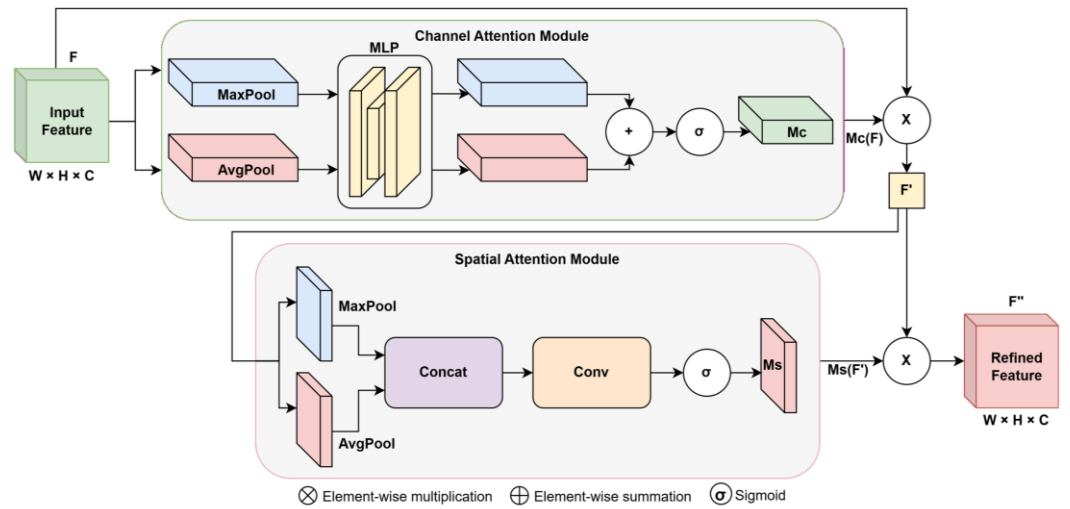 Channel Attention Module
F
MLP
Input
Feature
W × H × C
MaxPool
AvgPool
+
σ
Mc
Mc(F)
X
F'
Spatial Attention Module
MaxPool
AvgPool
Concat
Conv
σ
Ms
Ms(F')
X
F"
Refined
Feature
W × H × C
Element-wise multiplication
Element-wise summation
σ Sigmoid